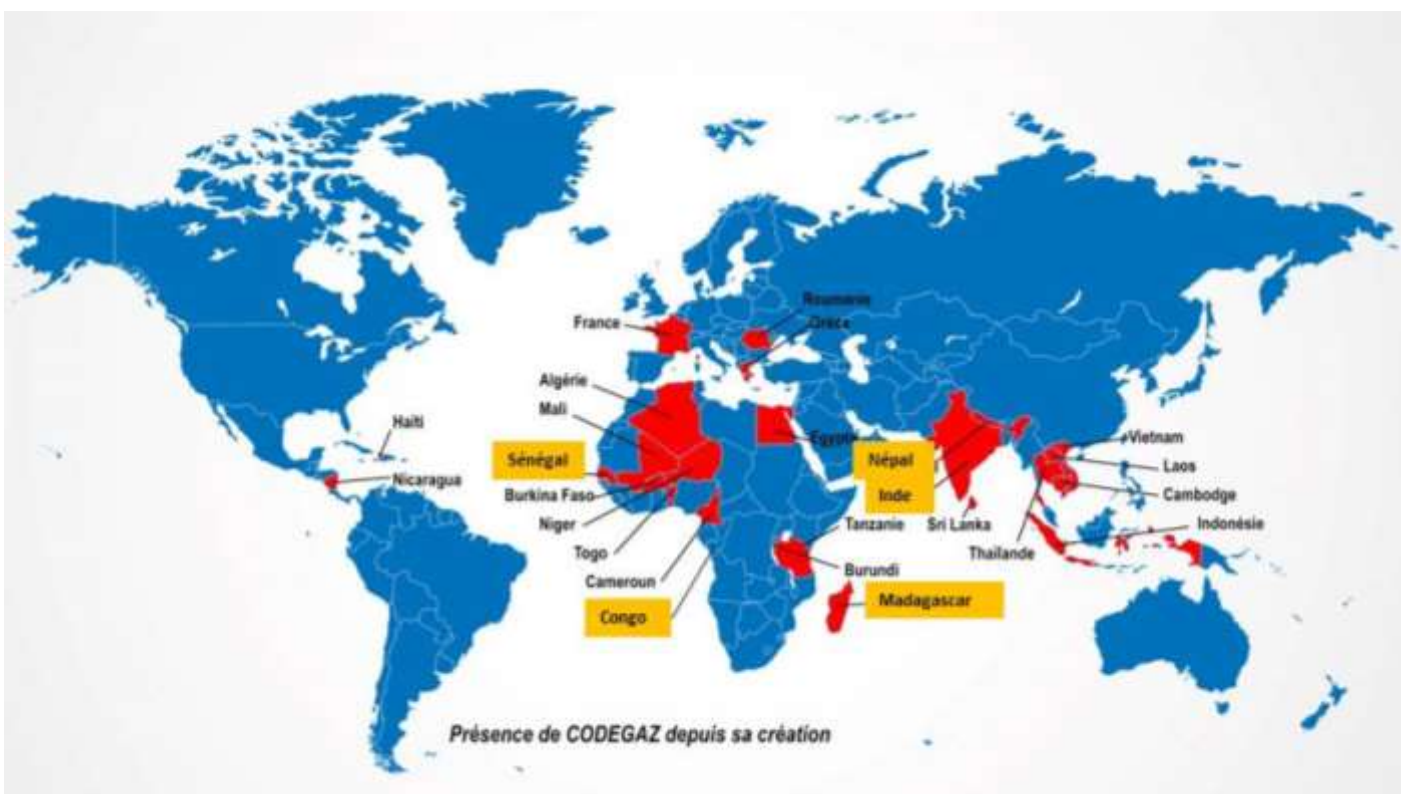 Roumanie
France
Grèce
Algérie
Mali
Haïti
Egypte
Vietnam
Sénégal
Népal
Laos
Nicaragua
Burkina Faso
Inde
Cambodge
Niger
Tanzanie
Sri Lanka
Indonésie
Togo
Thaïlande
Cameroun
Burundi
Madagascar
Congo
Présence de CODEGAZ depuis sa création